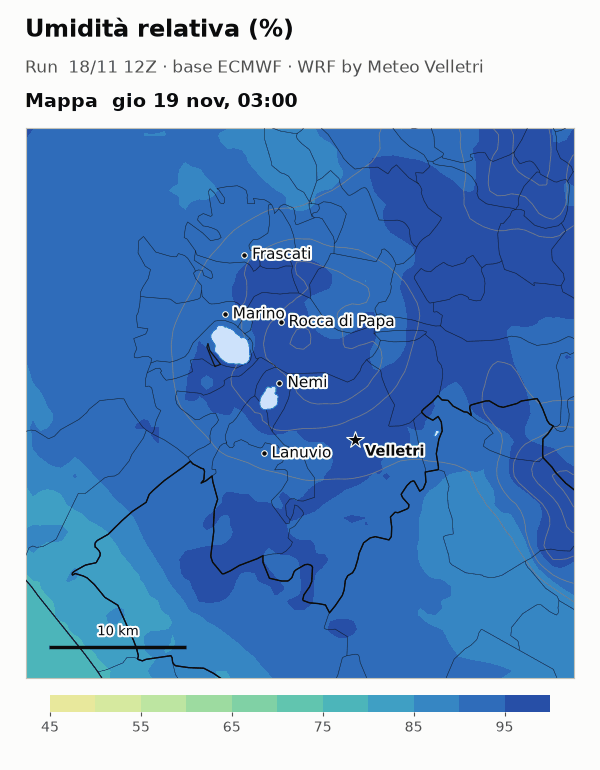 Umidità relativa (%)
Run  18/11 12Z · base ECMWF · WRF by Meteo Velletri
Mappa  gio 19 nov, 03:00
Frascati
Marino
Rocca di Papa
Nemi
Velletri
Lanuvio
10 km
45 55 65 75 85 95